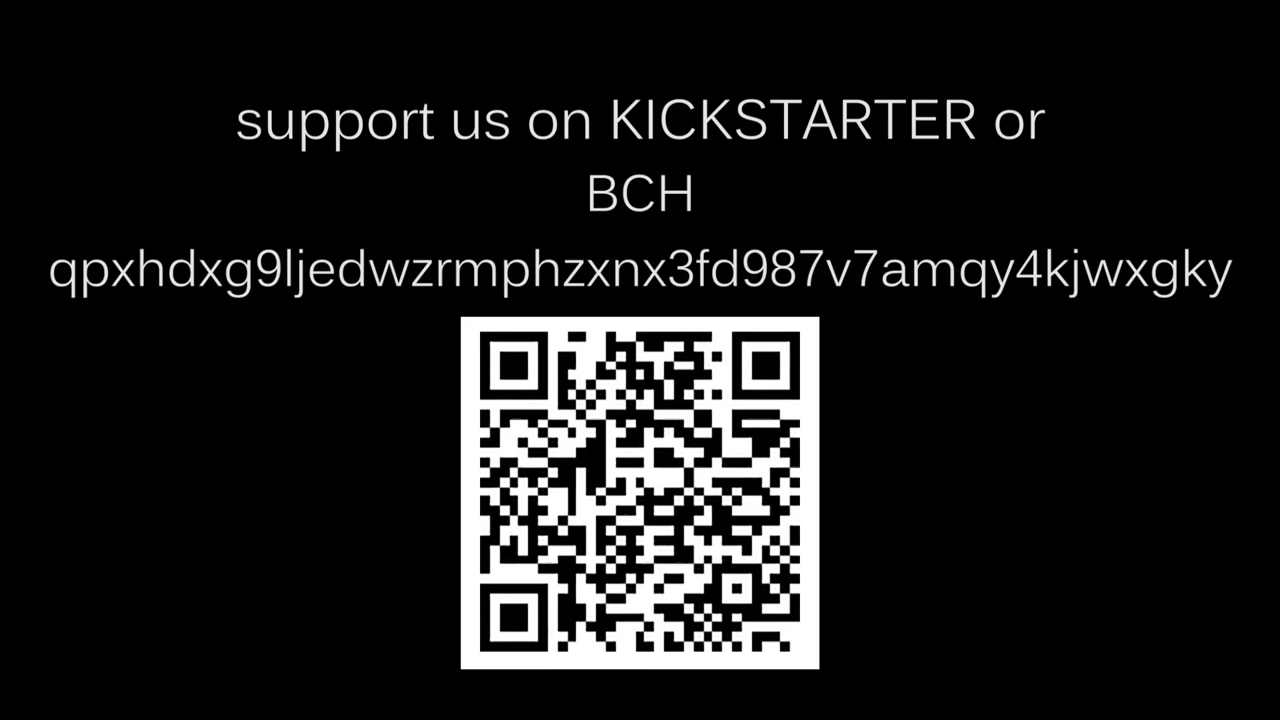 support us on KICKSTARTER or
BCH
qpxhdxg9ljedwzrmphzxnx3fd987v7amqy4kjwxgky